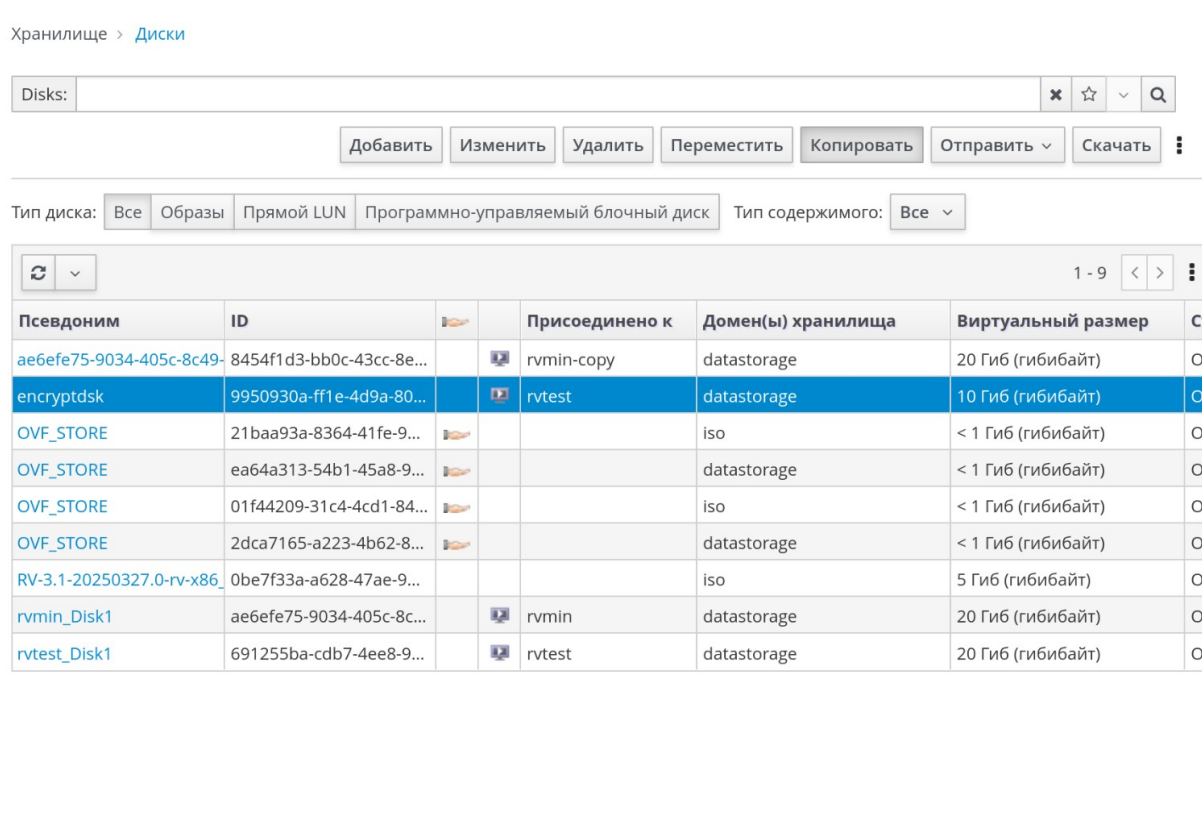 Хранилище › Диски
Disks:
Добавить Изменить Удалить Переместить Копировать Отправить Скачать
Тип диска: Все Образы Прямой LUN Программно-управляемый блочный диск Тип содержимого: Все
1 - 9
Псевдоним ID Присоединено к Домен(ы) хранилища Виртуальный размер С
ae6efe75-9034-405c-8c49- 8454f1d3-bb0c-43cc-8e... rvmin-copy datastorage 20 Гиб (гибибайт) О
encryptdsk 9950930a-ff1e-4d9a-80... rvtest datastorage 10 Гиб (гибибайт) О
OVF_STORE 21baa93a-8364-41fe-9... iso < 1 Гиб (гибибайт) О
OVF_STORE ea64a313-54b1-45a8-9... datastorage < 1 Гиб (гибибайт) О
OVF_STORE 01f44209-31c4-4cd1-84... iso < 1 Гиб (гибибайт) О
OVF_STORE 2dca7165-a223-4b62-8... datastorage < 1 Гиб (гибибайт) О
RV-3.1-20250327.0-rv-x86_ 0be7f33a-a628-47ae-9... iso 5 Гиб (гибибайт) О
rvmin_Disk1 ae6efe75-9034-405c-8c... rvmin datastorage 20 Гиб (гибибайт) О
rvtest_Disk1 691255ba-cdb7-4ee8-9... rvtest datastorage 20 Гиб (гибибайт) О